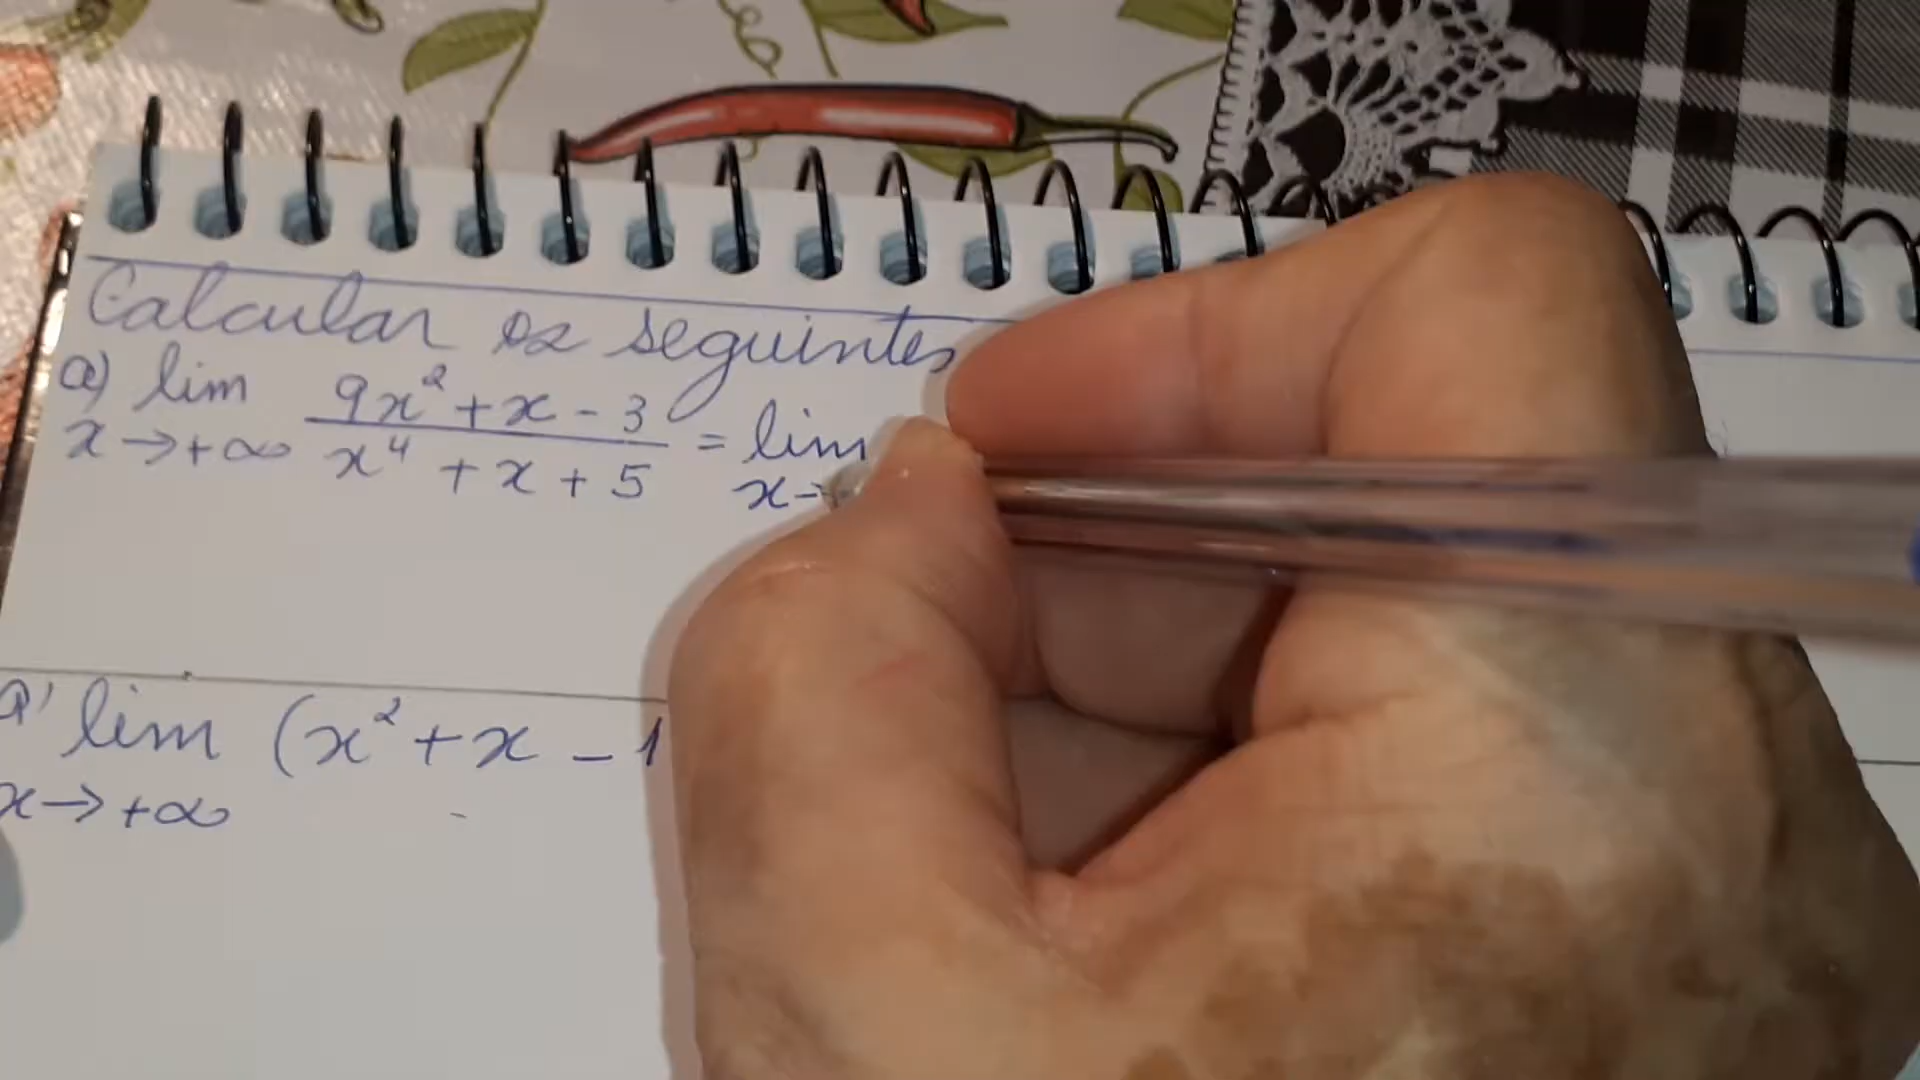 Calcular os seguintes
a) lim 9x² + x - 3 = lim
x → +∞ x⁴ + x + 5 x →
a' lim (x² + x - 1
x → +∞